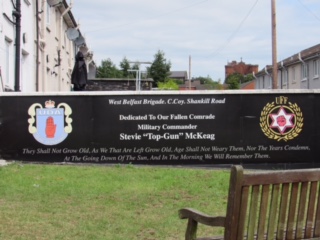 West Belfast Brigade. C.Coy. Shankill Road
Dedicated To Our Fallen Comrade
Military Commander
Stevie "Top-Gun" McKeag
They Shall Not Grow Old, As We That Are Left Grow Old, Age Shall Not Weary Them, Nor The Years Condemn,
At The Going Down Of The Sun, And In The Morning We Will Remember Them.